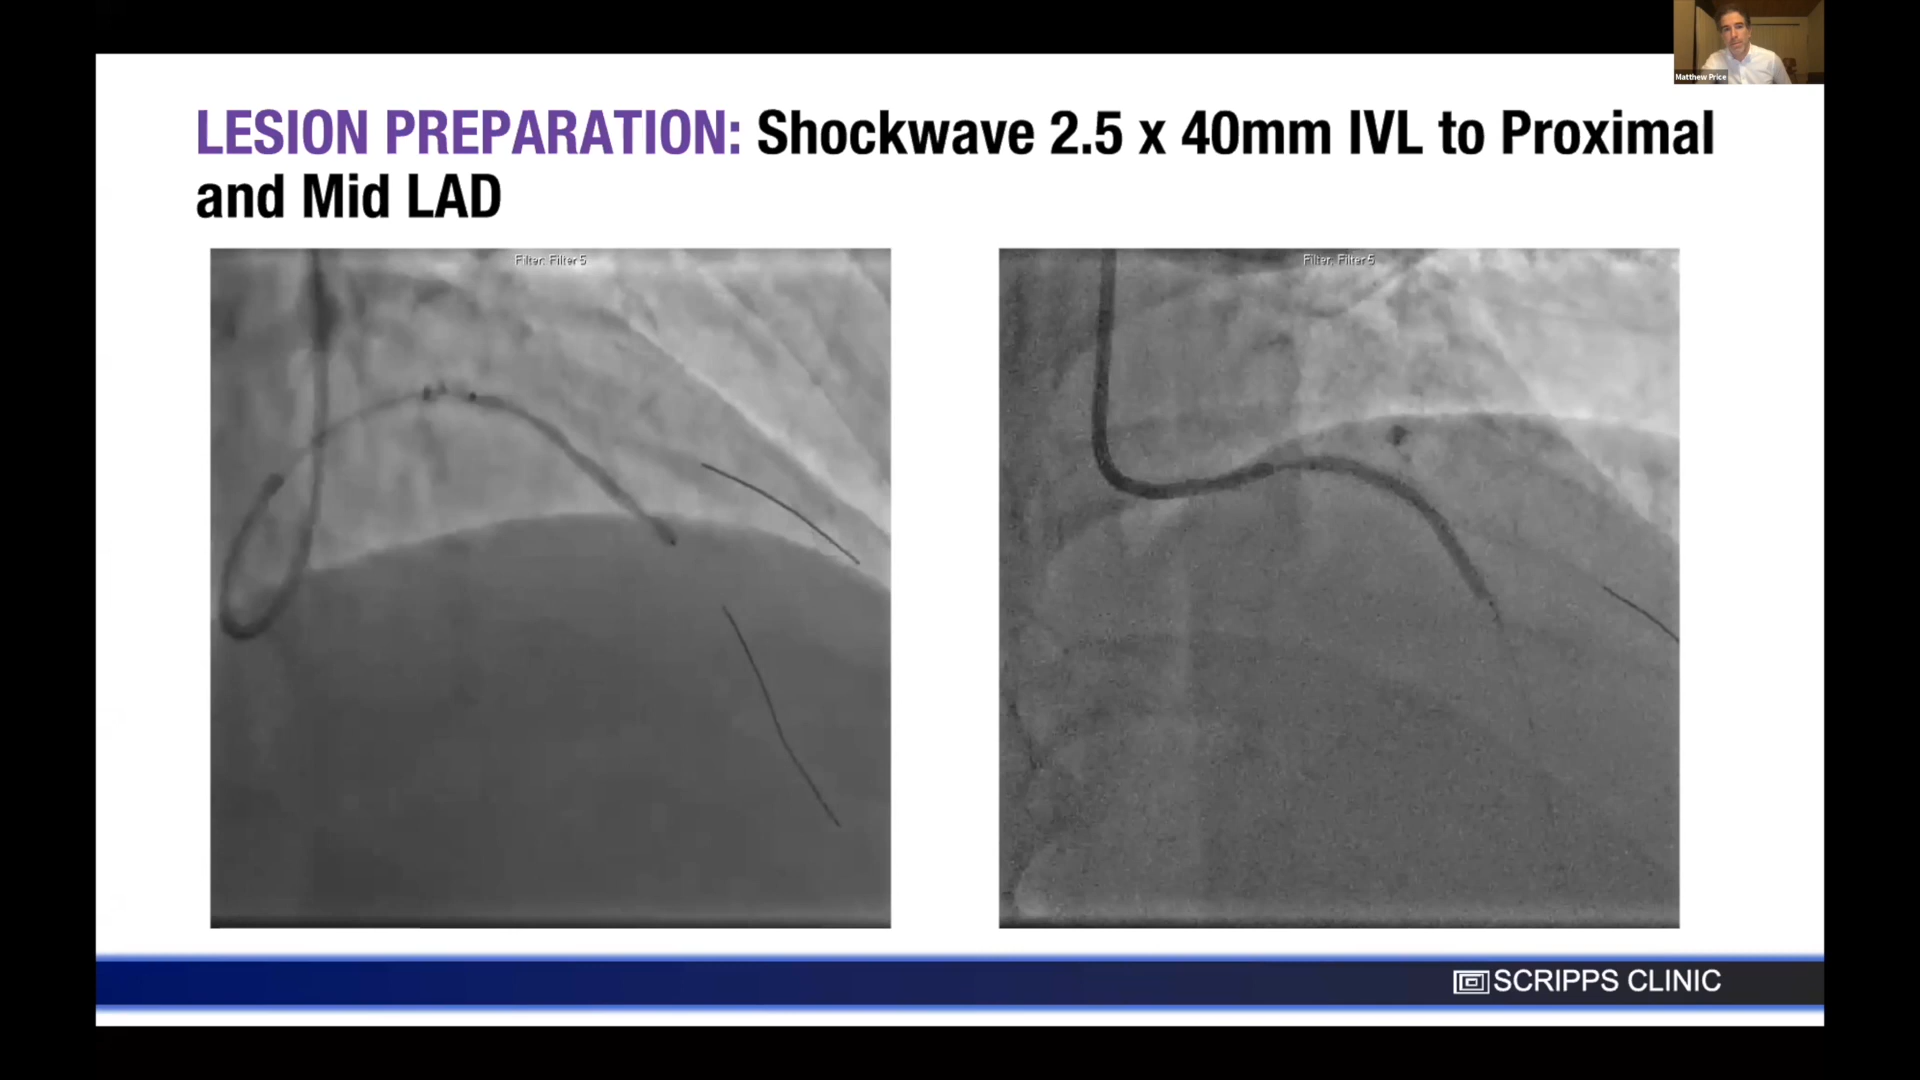 Matthew Price
LESION PREPARATION: Shockwave 2.5 x 40mm IVL to Proximal
and Mid LAD
Filter: Filter 5
Filter, Filter 5
SCRIPPS CLINIC